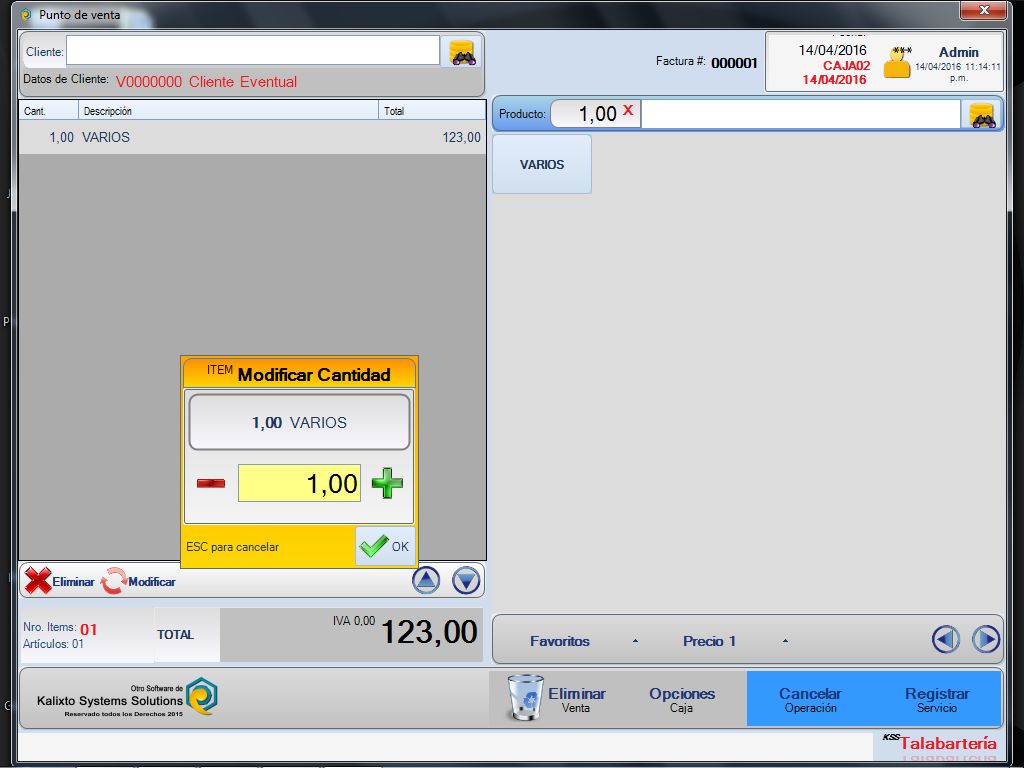 Punto de venta
Cliente:
Datos de Cliente: V0000000 Cliente Eventual
Factura #: 000001
14/04/2016
CAJA02
14/04/2016
***
Admin
14/04/2016 11:14:11
p.m.
Cant. Descripción Total
1,00 VARIOS 123,00
Producto: 1,00 X
VARIOS
ITEM Modificar Cantidad
1,00 VARIOS
1,00
ESC para cancelar
OK
Eliminar Modificar
Nro. Items: 01
Artículos: 01
TOTAL
IVA 0,00 123,00
Favoritos Precio 1
Otro Software de
Kalixto Systems Solutions
Reservado todos los Derechos 2015
Eliminar
Venta
Opciones
Caja
Cancelar
Operación
Registrar
Servicio
KSS Talabartería